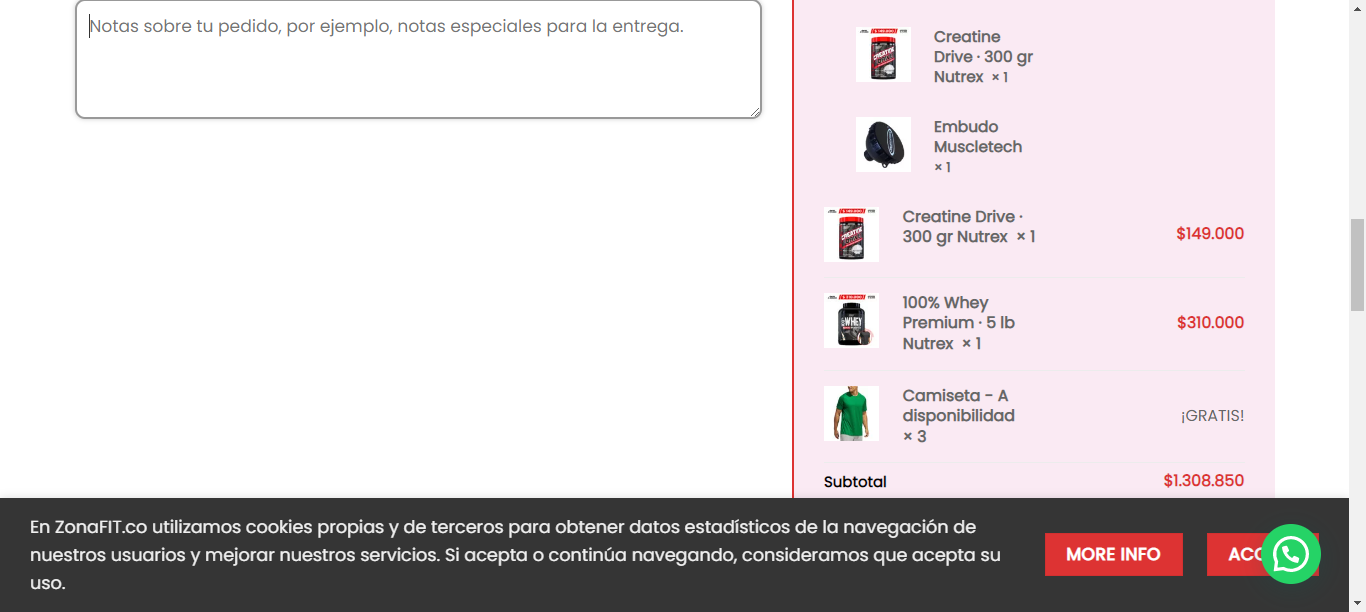 Notas sobre tu pedido, por ejemplo, notas especiales para la entrega.
Creatine
Drive · 300 gr
Nutrex × 1
Embudo
Muscletech
× 1
Creatine Drive ·
300 gr Nutrex × 1
$149.000
100% Whey
Premium · 5 lb
Nutrex × 1
$310.000
Camiseta - A
disponibilidad
× 3
¡GRATIS!
Subtotal
$1.308.850
En ZonaFIT.co utilizamos cookies propias y de terceros para obtener datos estadísticos de la navegación de
nuestros usuarios y mejorar nuestros servicios. Si acepta o continúa navegando, consideramos que acepta su
uso.
MORE INFO